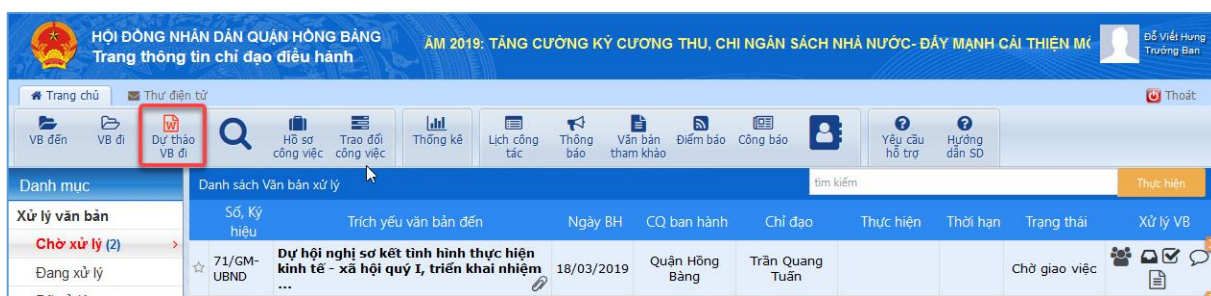 HỘI ĐỒNG NHÂN DÂN QUẬN HỒNG BÀNG
Trang thông tin chỉ đạo điều hành
ĂM 2019: TĂNG CƯỜNG KỶ CƯƠNG THU, CHI NGÂN SÁCH NHÀ NƯỚC- ĐẨY MẠNH CẢI THIỆN
Đỗ Viết Hưng
Trưởng Ban
Trang chủ Thư điện tử Thoát
VB đến VB đi Dự thảo
VB đi
Hồ sơ
công việc
Trao đổi
công việc
Thống kê Lịch công
tác
Thông
báo
Văn bản
tham khảo
Điểm báo Công báo Yêu cầu
hỗ trợ
Hướng
dẫn SD
Danh mục Danh sách Văn bản xử lý tìm kiếm Thực hiện
Xử lý văn bản
Số, Ký
hiệu
Trích yếu văn bản đến Ngày BH CQ ban hành Chỉ đạo Thực hiện Thời hạn Trạng thái Xử lý VB
Chờ xử lý (2)
Đang xử lý
71/GM-
UBND
Dự hội nghị sơ kết tình hình thực hiện
kinh tế - xã hội quý I, triển khai nhiệm
...
18/03/2019 Quận Hồng
Bàng
Trần Quang
Tuấn
Chờ giao việc